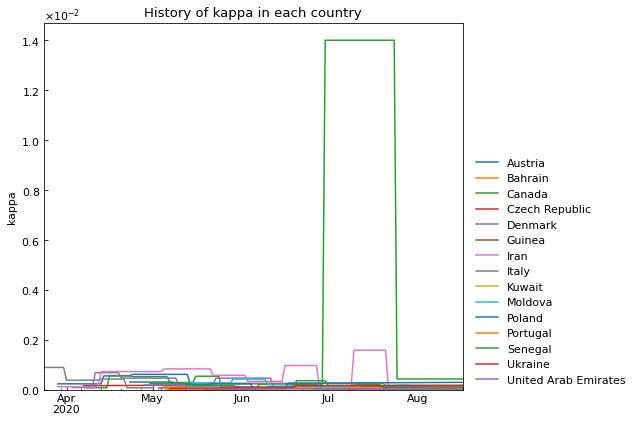 History of kappa in each country
×10⁻²
1.4
1.2
1.0
0.8
0.6
0.4
0.2
0.0
kappa
Apr
2020
May
Jun
Jul
Aug
Austria
Bahrain
Canada
Czech Republic
Denmark
Guinea
Iran
Italy
Kuwait
Moldova
Poland
Portugal
Senegal
Ukraine
United Arab Emirates